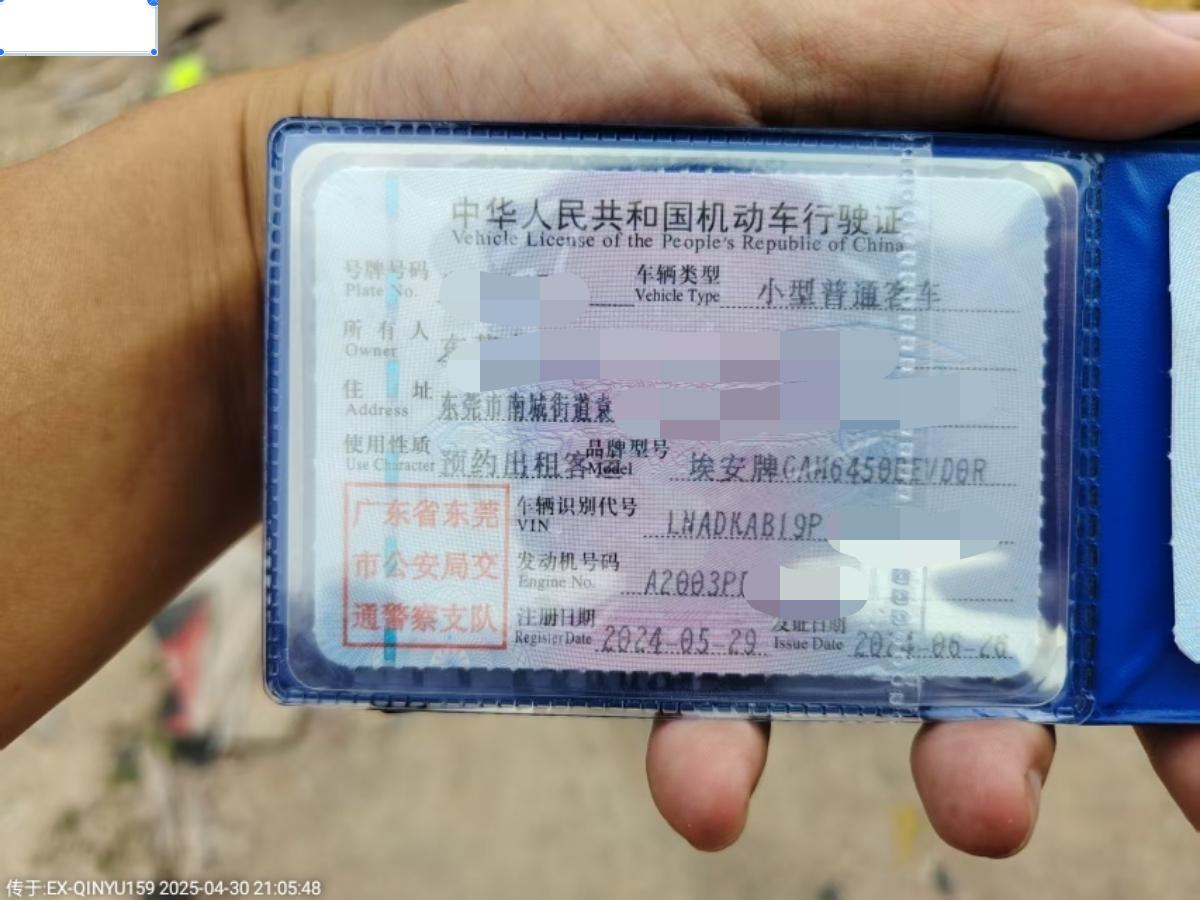 中华人民共和国机动车行驶证
Vehicle License of the People's Republic of China
号牌号码 车辆类型 小型普通客车
Plate No. Vehicle Type
所有人
Owner
住址 东莞市南城街道袁
Address
使用性质 预约出租客运 品牌型号 埃安牌GAM6450EEVD0R
Use Character Model
广东省东莞
市公安局交
通警察支队
车辆识别代号 LNADKAB19P
VIN
发动机号码 A2003P
Engine No.
注册日期 2024-05-29 发证日期 2024-06-26
Register Date Issue Date
传于:EX-QINYU159 2025-04-30 21:05:48